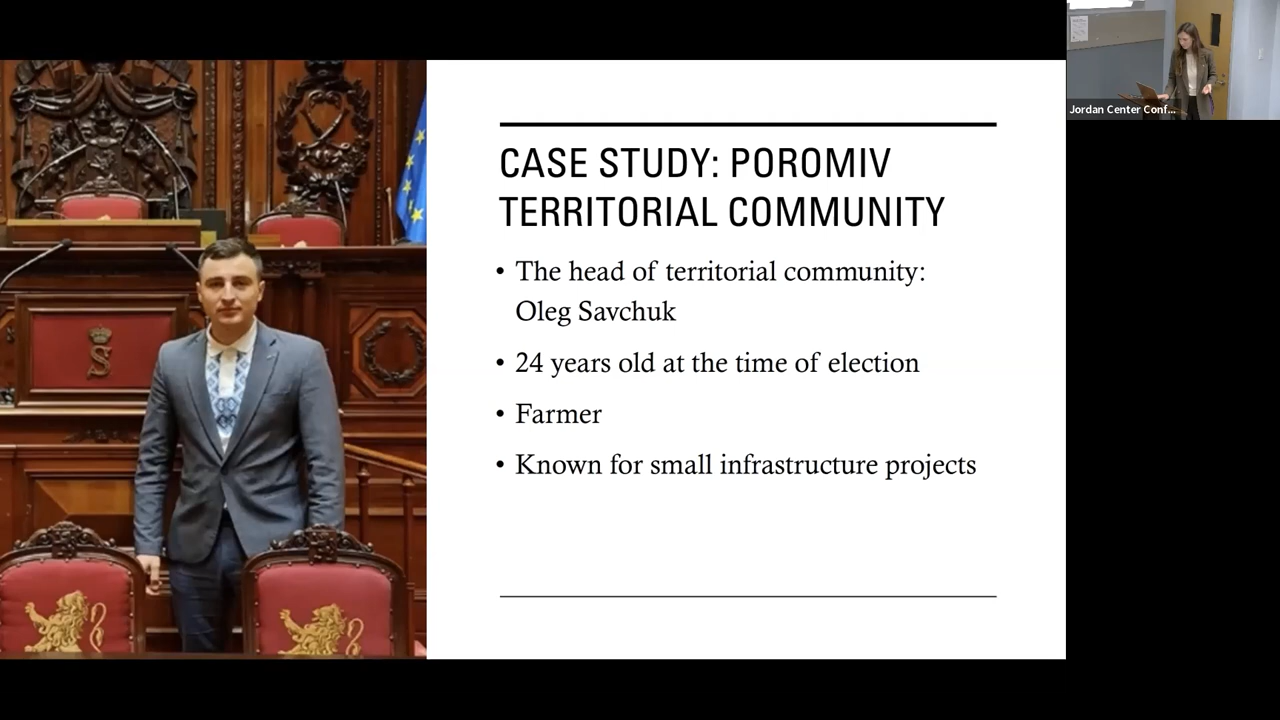 CASE STUDY: POROMIV
TERRITORIAL COMMUNITY
• The head of territorial community:
Oleg Savchuk
• 24 years old at the time of election
• Farmer
• Known for small infrastructure projects
Jordan Center Conf...
S